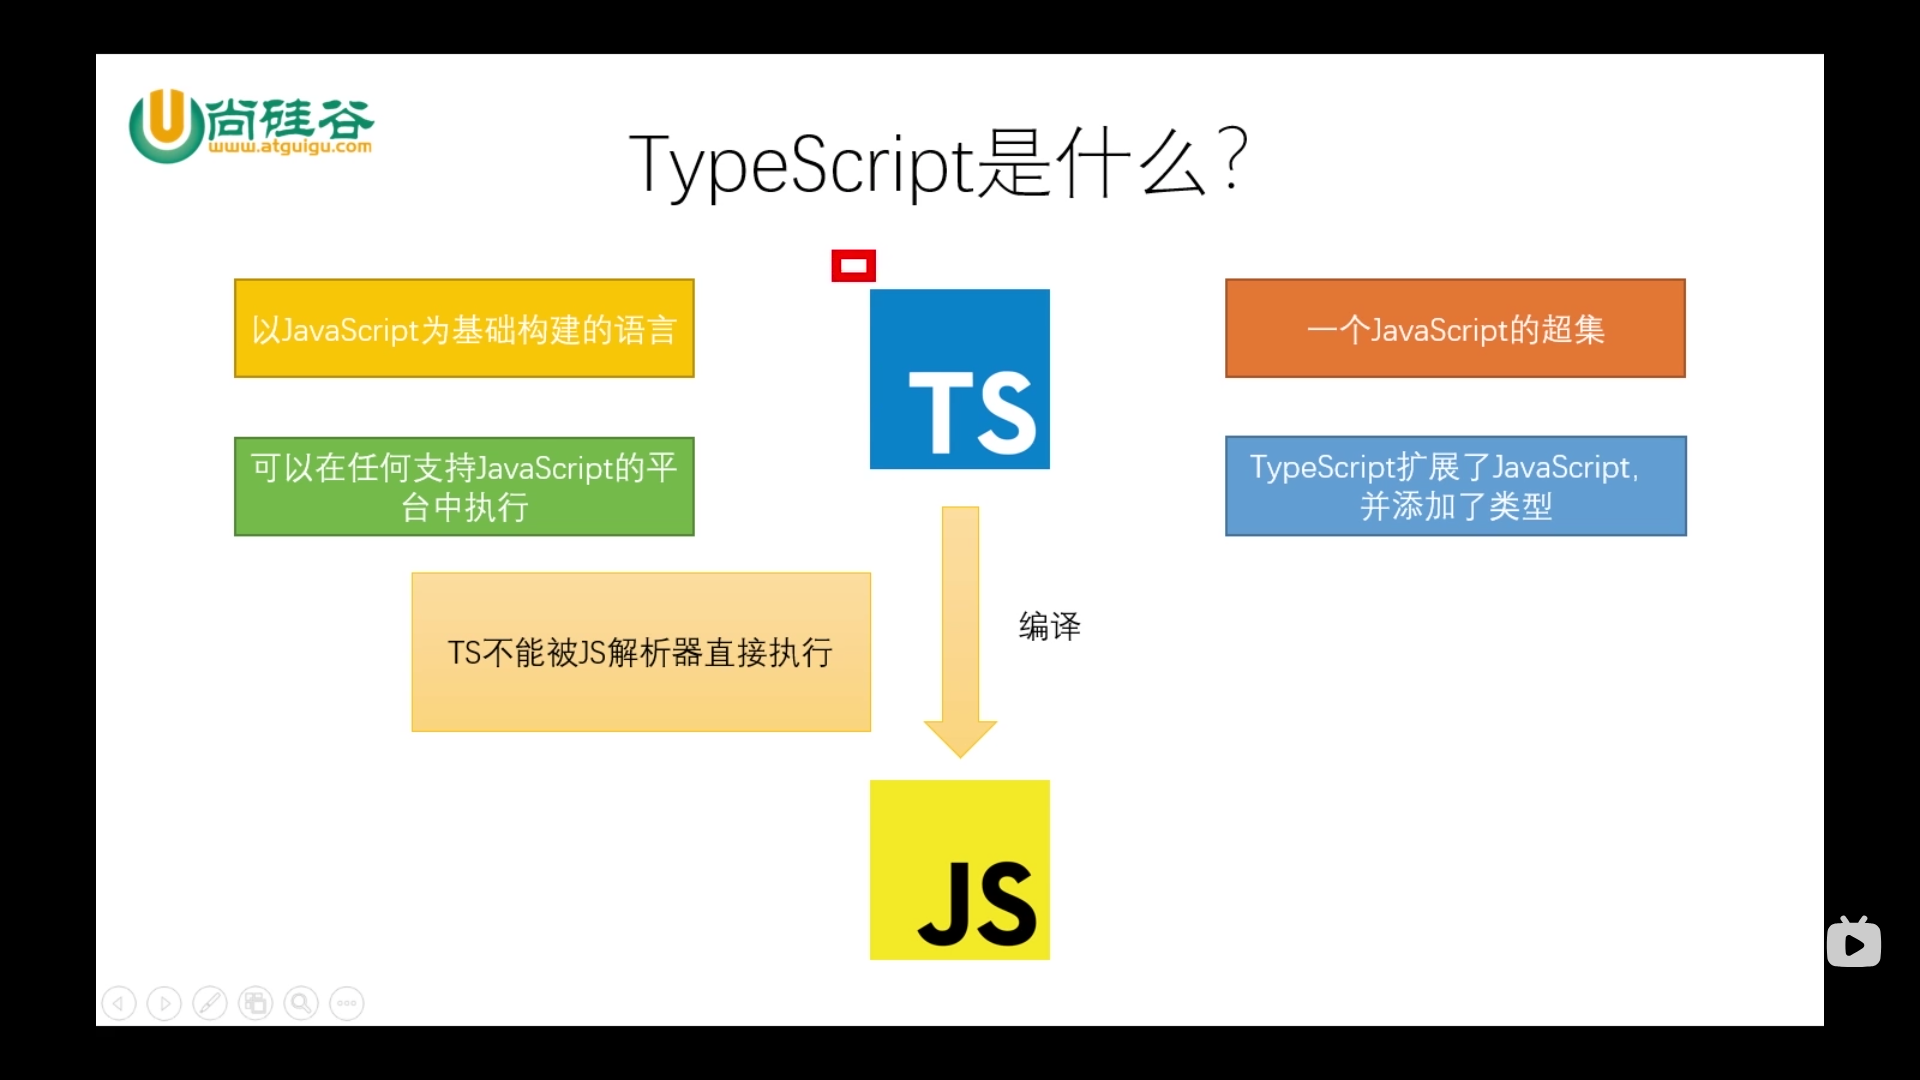 尚硅谷
www.atguigu.com
TypeScript是什么？
以JavaScript为基础构建的语言
一个JavaScript的超集
TS
可以在任何支持JavaScript的平
台中执行
TypeScript扩展了JavaScript,
并添加了类型
TS不能被JS解析器直接执行
编译
JS